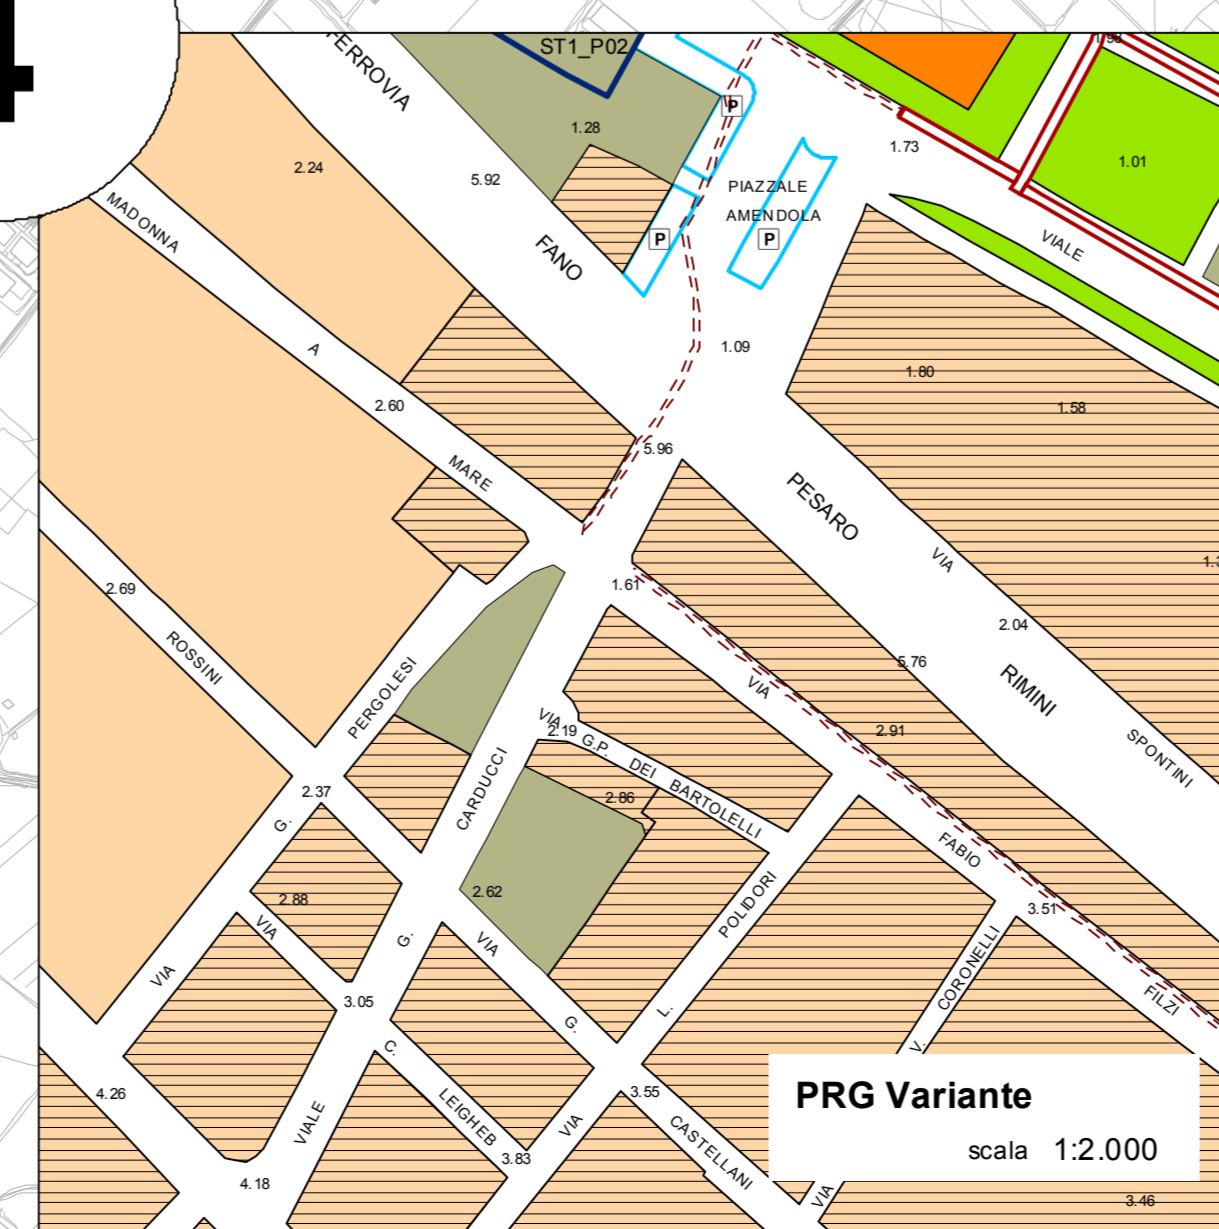 4
ST1_P02
1.98
FERROVIA
1.28
P
1.73
1.01
2.24
5.92
PIAZZALE
AMENDOLA
MADONNA
P
P
VIALE
FANO
A
1.09
1.80
2.60
1.58
5.96
MARE
PESARO
VIA
2.69
1.61
2.04
ROSSINI
PERGOLESI
5.76
VIA
RIMINI
VIA
2.19
G.P. DEI BARTOLELLI
2.91
SPONTINI
CARDUCCI
2.37
2.86
G.
FABIO
2.88
2.62
POLIDORI
3.51
VIA
G.
VIA
CORONELLI
VIA
3.05
G.
L.
FILZI
C.
V.
4.26
LEIGHEB
3.55
PRG Variante
VIALE
VIA
CASTELLANI
scala 1:2.000
3.83
4.18
VIA
3.46